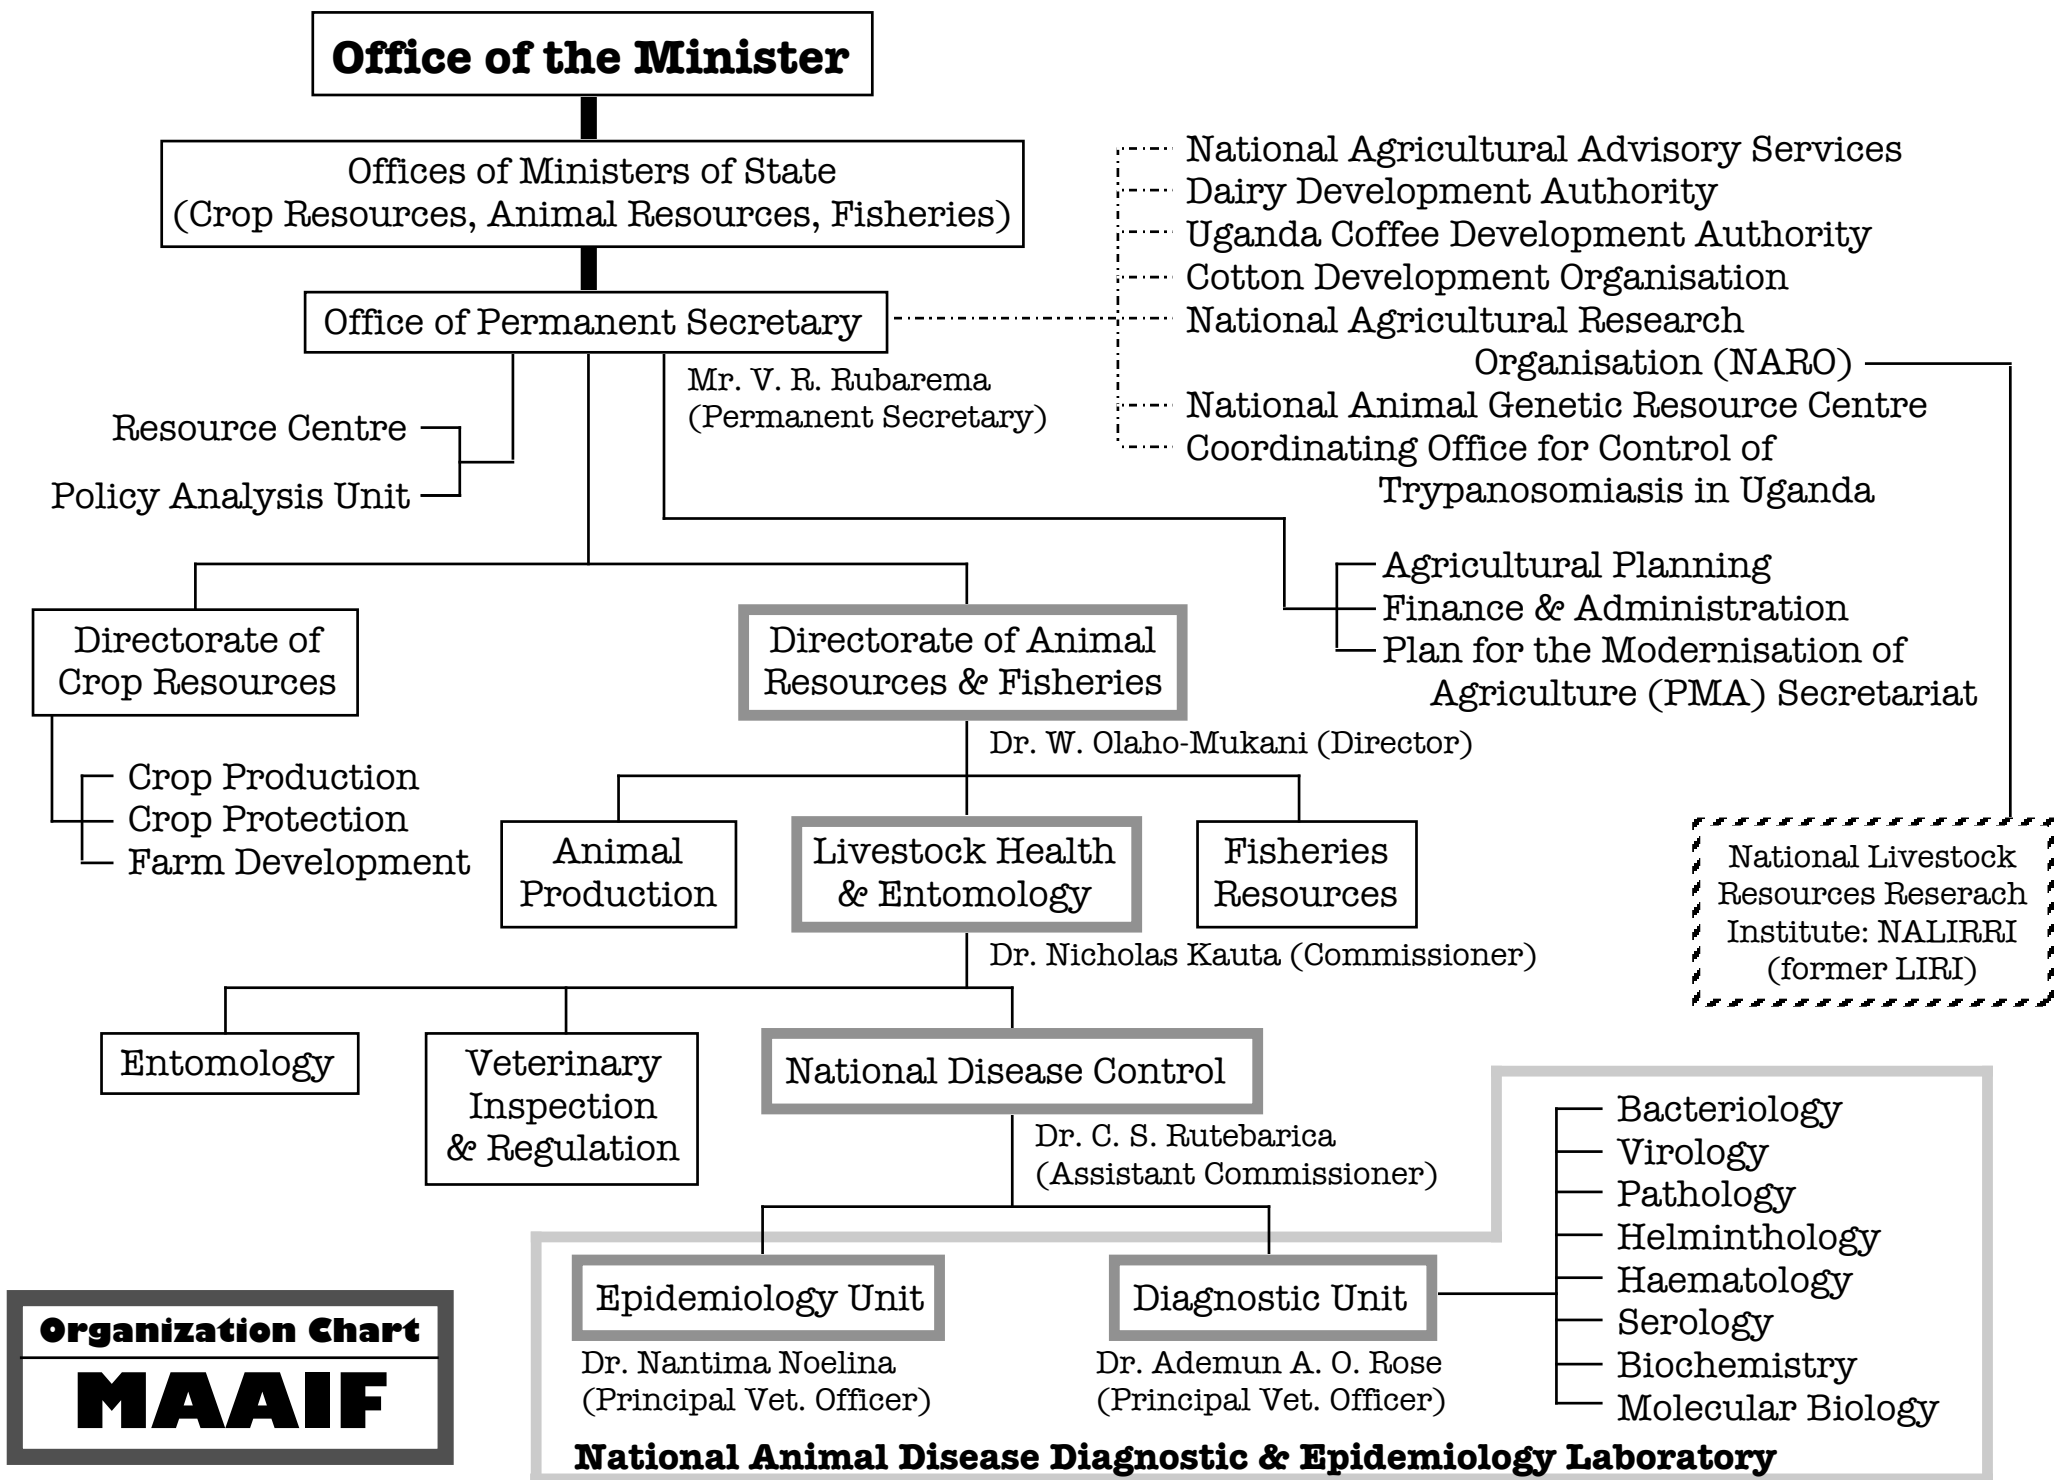 Office of the Minister
Offices of Ministers of State
(Crop Resources, Animal Resources, Fisheries)
Office of Permanent Secretary
Mr. V. R. Rubarema
(Permanent Secretary)
National Agricultural Advisory Services
Dairy Development Authority
Uganda Coffee Development Authority
Cotton Development Organisation
National Agricultural Research
Organisation (NARO)
National Animal Genetic Resource Centre
Coordinating Office for Control of
Trypanosomiasis in Uganda
Resource Centre
Policy Analysis Unit
Agricultural Planning
Finance & Administration
Plan for the Modernisation of
Agriculture (PMA) Secretariat
Directorate of
Crop Resources
Directorate of Animal
Resources & Fisheries
Dr. W. Olaho-Mukani (Director)
Crop Production
Crop Protection
Farm Development
Animal
Production
Livestock Health
& Entomology
Fisheries
Resources
National Livestock
Resources Reserach
Institute: NALIRRI
(former LIRI)
Dr. Nicholas Kauta (Commissioner)
Entomology
Veterinary
Inspection
& Regulation
National Disease Control
Dr. C. S. Rutebarica
(Assistant Commissioner)
Epidemiology Unit
Dr. Nantima Noelina
(Principal Vet. Officer)
Diagnostic Unit
Dr. Ademun A. O. Rose
(Principal Vet. Officer)
Bacteriology
Virology
Pathology
Helminthology
Haematology
Serology
Biochemistry
Molecular Biology
National Animal Disease Diagnostic & Epidemiology Laboratory
Organization Chart
MAAIF